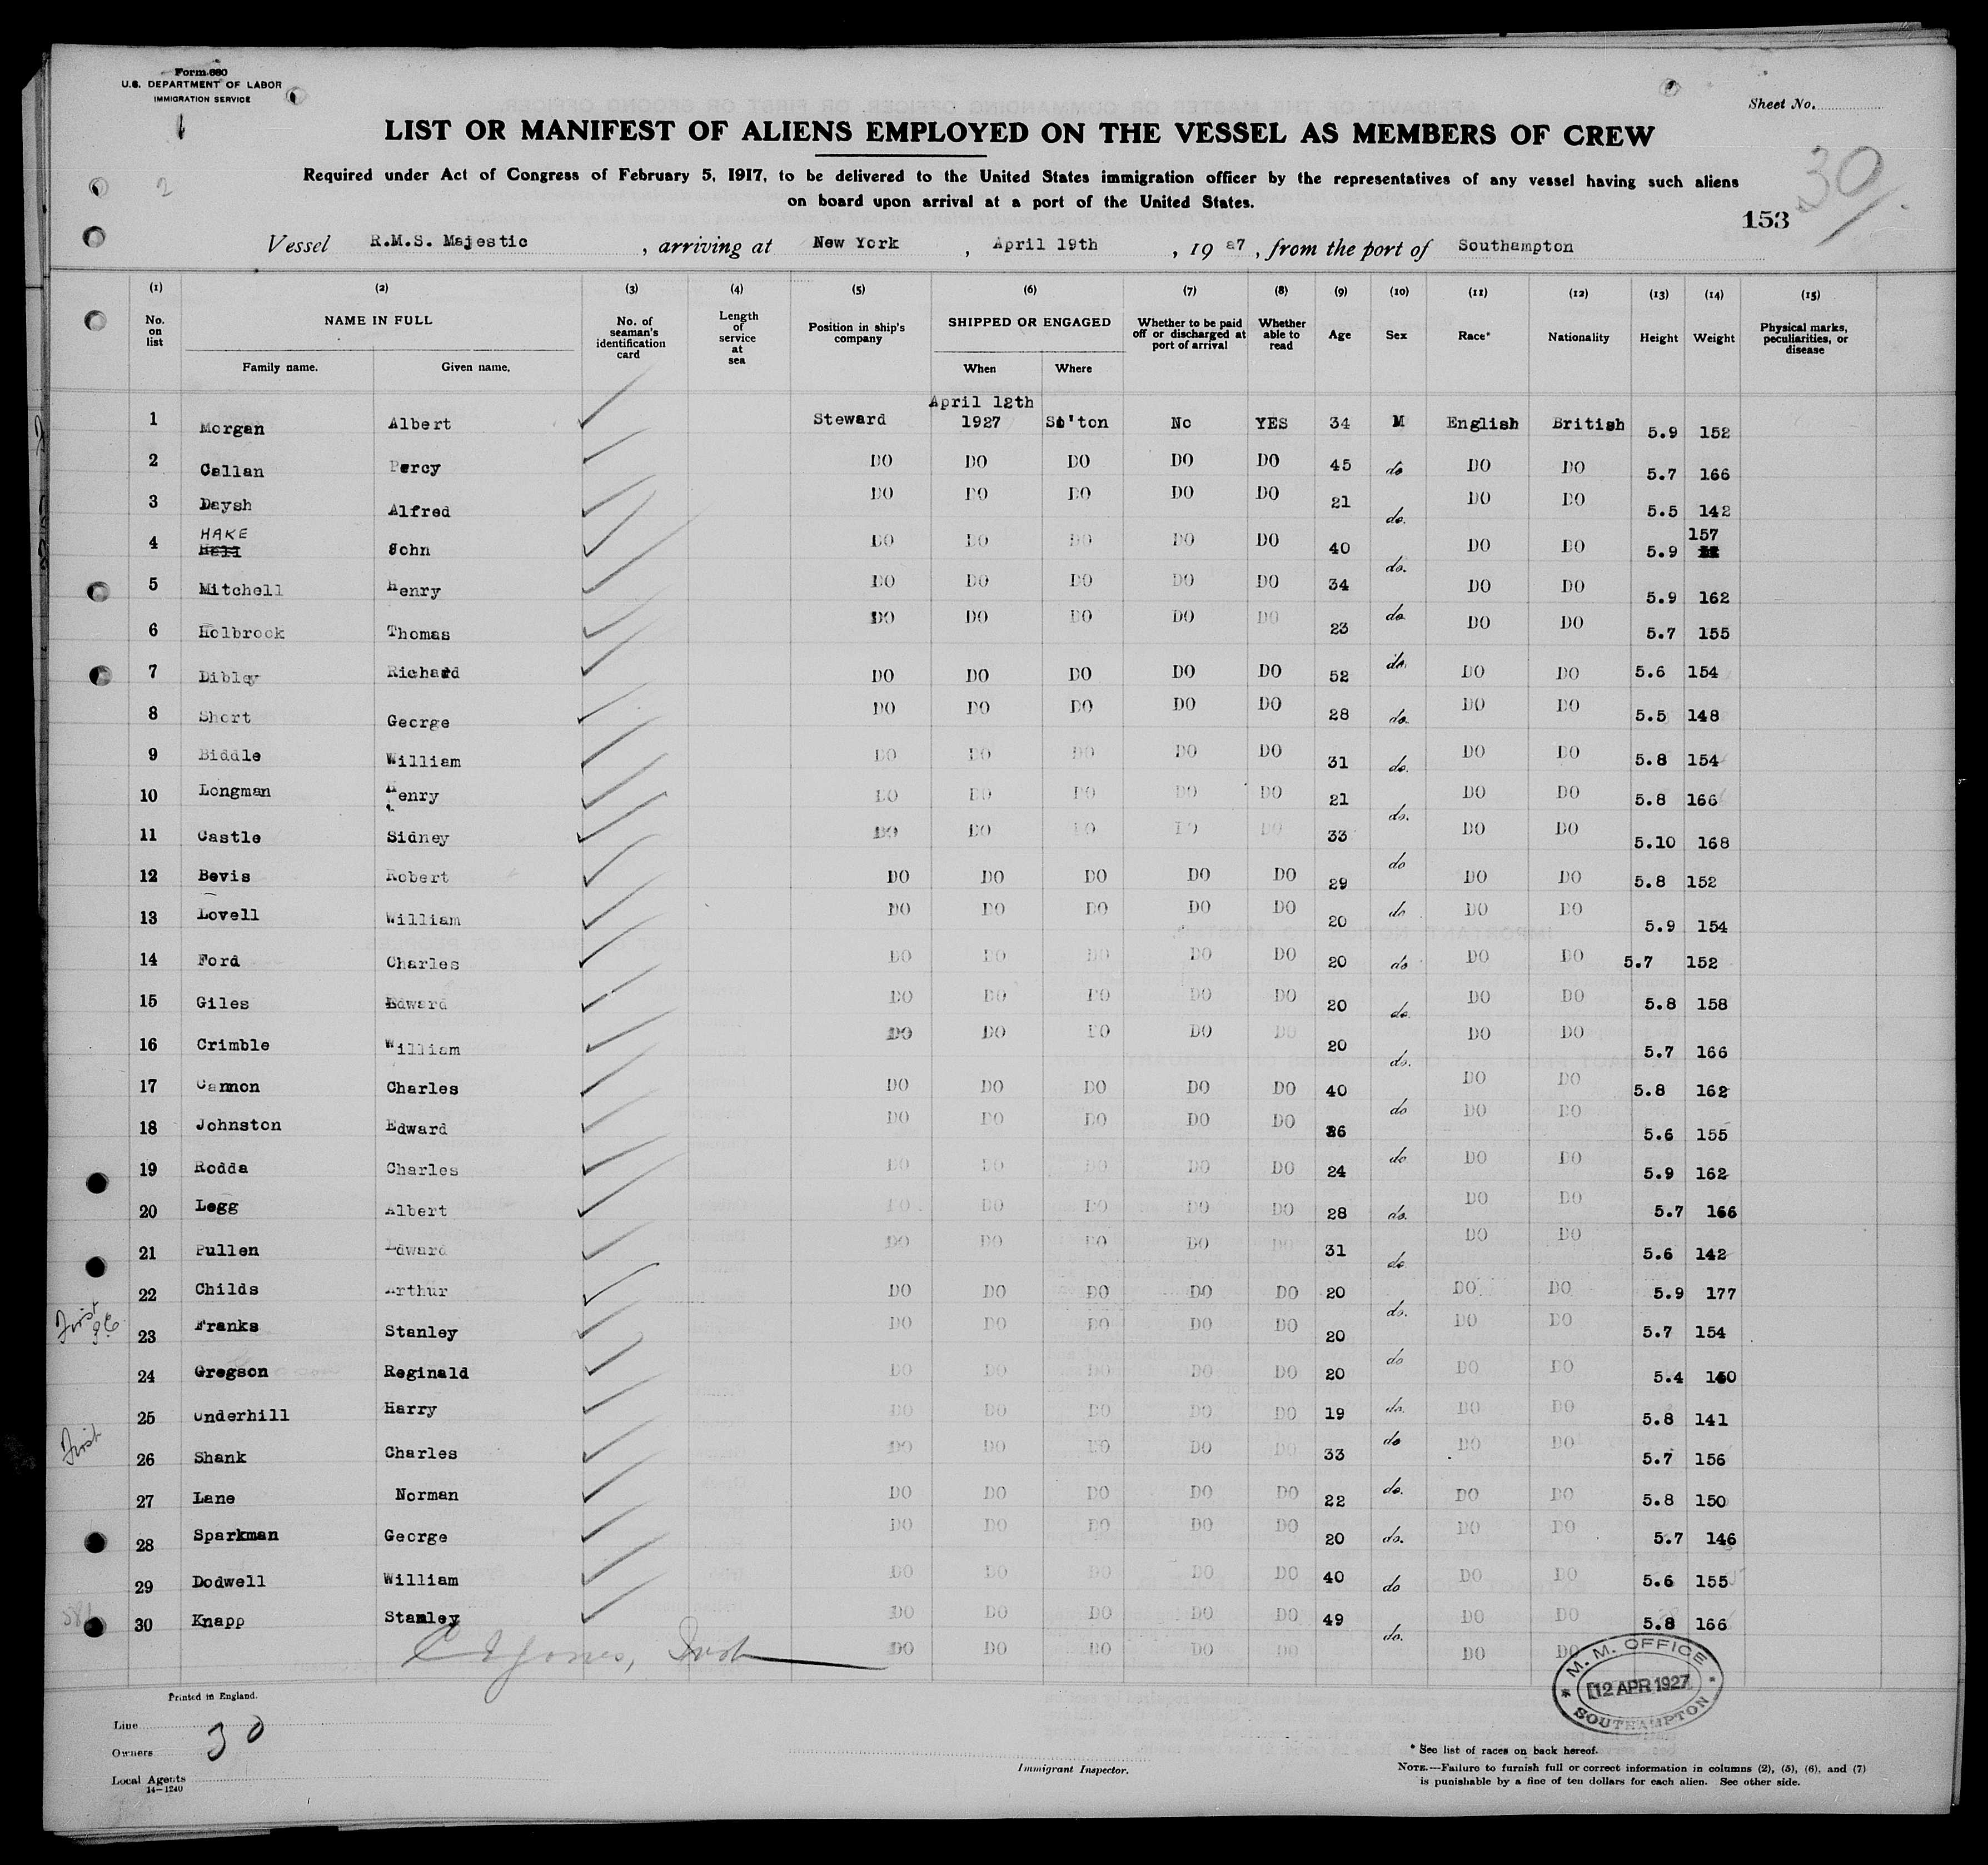 Form 680
U.S. DEPARTMENT OF LABOR
IMMIGRATION SERVICE
Sheet No.
LIST OR MANIFEST OF ALIENS EMPLOYED ON THE VESSEL AS MEMBERS OF CREW
2
30/.
Required under Act of Congress of February 5, 1917, to be delivered to the United States immigration officer by the representatives of any vessel having such aliens
on board upon arrival at a port of the United States.
153
Vessel R.M.S. Majestic, arriving at New York, April 19th, 19 27, from the port of Southampton
(1) (2) (3) (4) (5) (6) (7) (8) (9) (10) (11) (12) (13) (14) (15)
No. on list NAME IN FULL Family name. Given name. No. of seaman's identification card Length of service at sea Position in ship's company SHIPPED OR ENGAGED When Where Whether to be paid off or discharged at port of arrival Whether able to read Age Sex Race* Nationality Height Weight Physical marks, peculiarities, or disease
1 Morgan Albert Steward April 12th 1927 So'ton No YES 34 M English British 5.9 152
2 Callan Percy DO DO DO DO DO 45 do DO DO 5.7 166
3 Daysh Alfred DO DO DO DO DO 21 do. DO DO 5.5 142
4 HAKE John DO DO DO DO DO 40 do. DO DO 5.9 157
5 Mitchell Henry DO DO DO DO DO 34 do DO DO 5.9 162
6 Holbrook Thomas DO DO DO DO DO 23 do. DO DO 5.7 155
7 Dibley Richard DO DO DO DO DO 52 DO DO 5.6 154
8 Short George DO DO DO DO DO 28 do. DO DO 5.5 148
9 Biddle William DO DO DO DO DO 31 do. DO DO 5.8 154
10 Longman Henry DO DO DO DO DO 21 do. DO DO 5.8 166
11 Castle Sidney DO DO DO DO DO 33 do DO DO 5.10 168
12 Bevis Robert DO DO DO DO DO 29 DO DO 5.8 152
13 Lovell William DO DO DO DO DO 20 do DO DO 5.9 154
14 Ford Charles DO DO DO DO DO 20 do DO DO 5.7 152
15 Giles Edward DO DO DO DO DO 20 do. DO DO 5.8 158
16 Crimble William DO DO DO DO DO 20 do. DO DO 5.7 166
17 Cannon Charles DO DO DO DO DO 40 DO DO 5.8 162
18 Johnston Edward DO DO DO DO DO 26 do DO DO 5.6 155
19 Rodda Charles DO DO DO DO DO 24 do DO DO 5.9 162
20 Legg Albert DO DO DO DO DO 28 do. DO DO 5.7 166
21 Pullen Edward DO DO DO DO DO 31 do DO DO 5.6 142
22 Childs Arthur DO DO DO DO DO 20 do. DO DO 5.9 177
First
23 Franks Stanley DO DO DO DO DO 20 DO DO 5.7 154
24 Gregson Reginald DO DO DO DO DO 20 do DO DO 5.4
25 Underhill Harry DO DO DO DO DO 19 do. DO DO 5.8 141
First
26 Shank Charles DO DO DO DO DO 33 do DO DO 5.7 156
27 Lane Norman DO DO DO DO DO 22 do. DO DO 5.8 150
28 Sparkman George DO DO DO DO DO 20 do. DO DO 5.7 146
29 Dodwell William DO DO DO DO DO 40 do DO DO 5.6 155
30 Knapp Stanley DO DO DO DO DO 49 do. DO DO 5.8 166
C E Jones, DO DO DO DO DO DO DO
M. M. OFFICE
12 APR 1927
SOUTHAMPTON
Printed in England.
Line
30
Owners
Local Agents
14—1240
Immigrant Inspector.
* See list of races on back hereof.
NOTE.—Failure to furnish full or correct information in columns (2), (5), (6), and (7)
is punishable by a fine of ten dollars for each alien. See other side.